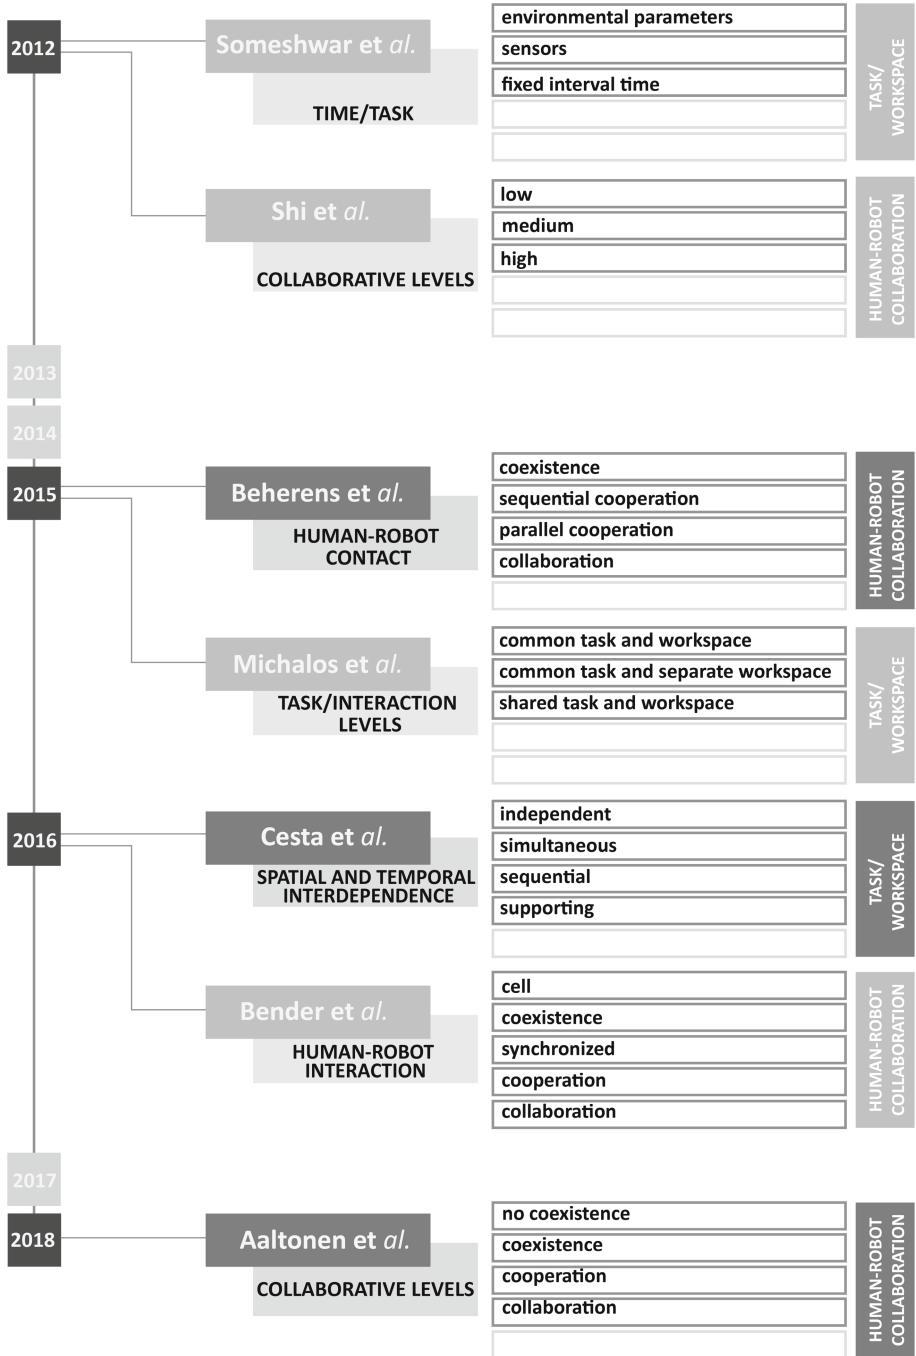 2012
Someshwar et al.
TIME/TASK
environmental parameters
sensors
fixed interval time
TASK/
WORKSPACE
Shi et al.
COLLABORATIVE LEVELS
low
medium
high
HUMAN-ROBOT
COLLABORATION
2013
2014
2015
Beherens et al.
HUMAN-ROBOT
CONTACT
coexistence
sequential cooperation
parallel cooperation
collaboration
HUMAN-ROBOT
COLLABORATION
Michalos et al.
TASK/INTERACTION
LEVELS
common task and workspace
common task and separate workspace
shared task and workspace
TASK/
WORKSPACE
2016
Cesta et al.
SPATIAL AND TEMPORAL
INTERDEPENDENCE
independent
simultaneous
sequential
supporting
TASK/
WORKSPACE
Bender et al.
HUMAN-ROBOT
INTERACTION
cell
coexistence
synchronized
cooperation
collaboration
HUMAN-ROBOT
COLLABORATION
2017
2018
Aaltonen et al.
COLLABORATIVE LEVELS
no coexistence
coexistence
cooperation
collaboration
HUMAN-ROBOT
COLLABORATION